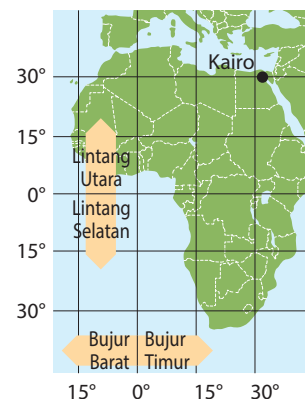 Kairo
30°
15°
Lintang
Utara
0°
Lintang
Selatan
15°
30°
Bujur
Barat
Bujur
Timur
15°
0°
15°
30°